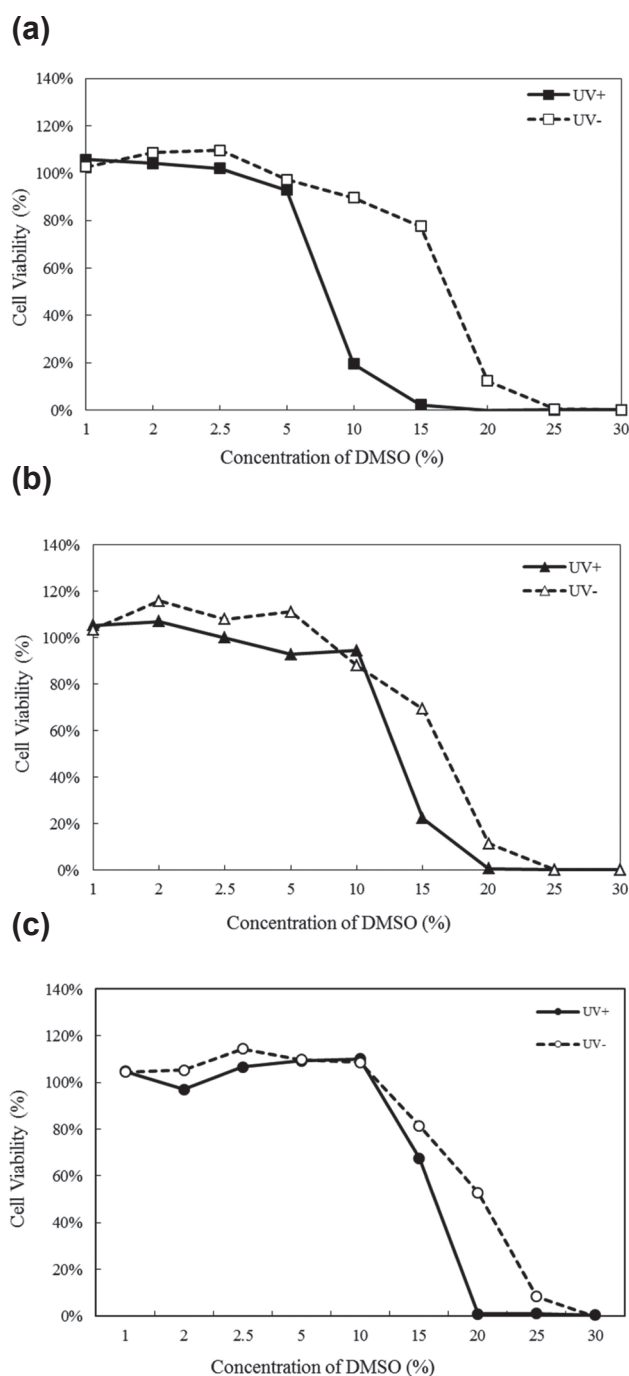 (a)
140%
120%
100%
80%
60%
40%
20%
0%
Cell Viability (%)
UV+
UV-
1 2 2.5 5 10 15 20 25 30
Concentration of DMSO (%)
(b)
140%
120%
100%
80%
60%
40%
20%
0%
Cell Viability (%)
UV+
UV-
1 2 2.5 5 10 15 20 25 30
Concentration of DMSO (%)
(c)
140%
120%
100%
80%
60%
40%
20%
0%
Cell Viability (%)
UV+
UV-
1 2 2.5 5 10 15 20 25 30
Concentration of DMSO (%)